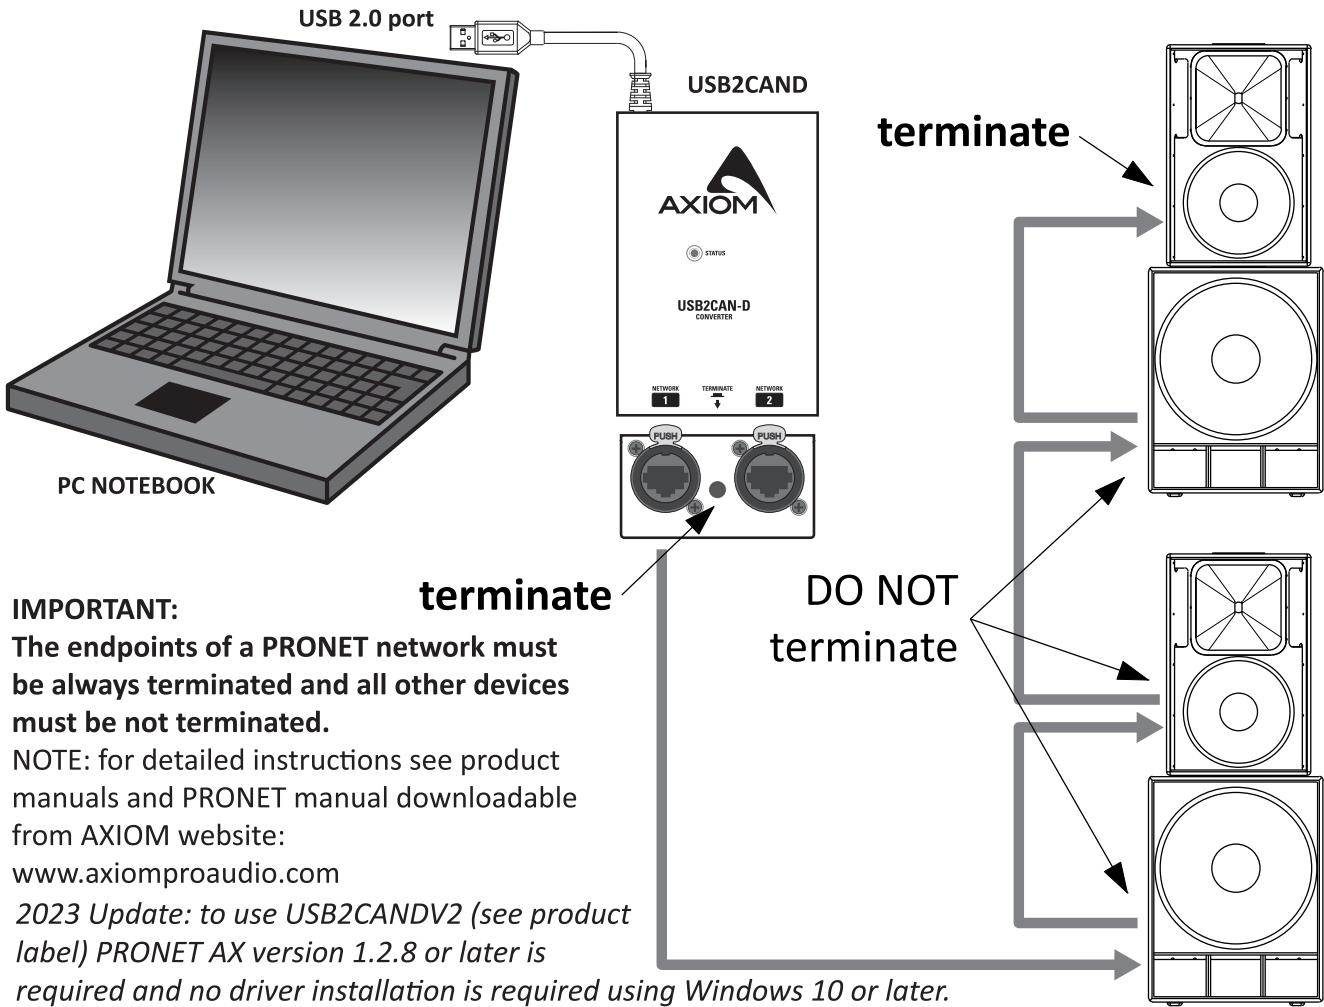 USB 2.0 port
USB2CAND
terminate
AXIOM
STATUS
USB2CAN-D
CONVERTER
NETWORK
1
TERMINATE
NETWORK
2
PUSH
PUSH
PC NOTEBOOK
terminate
DO NOT
terminate
IMPORTANT:
The endpoints of a PRONET network must
be always terminated and all other devices
must be not terminated.
NOTE: for detailed instructions see product
manuals and PRONET manual downloadable
from AXIOM website:
www.axiomproaudio.com
2023 Update: to use USB2CANDV2 (see product
label) PRONET AX version 1.2.8 or later is
required and no driver installation is required using Windows 10 or later.